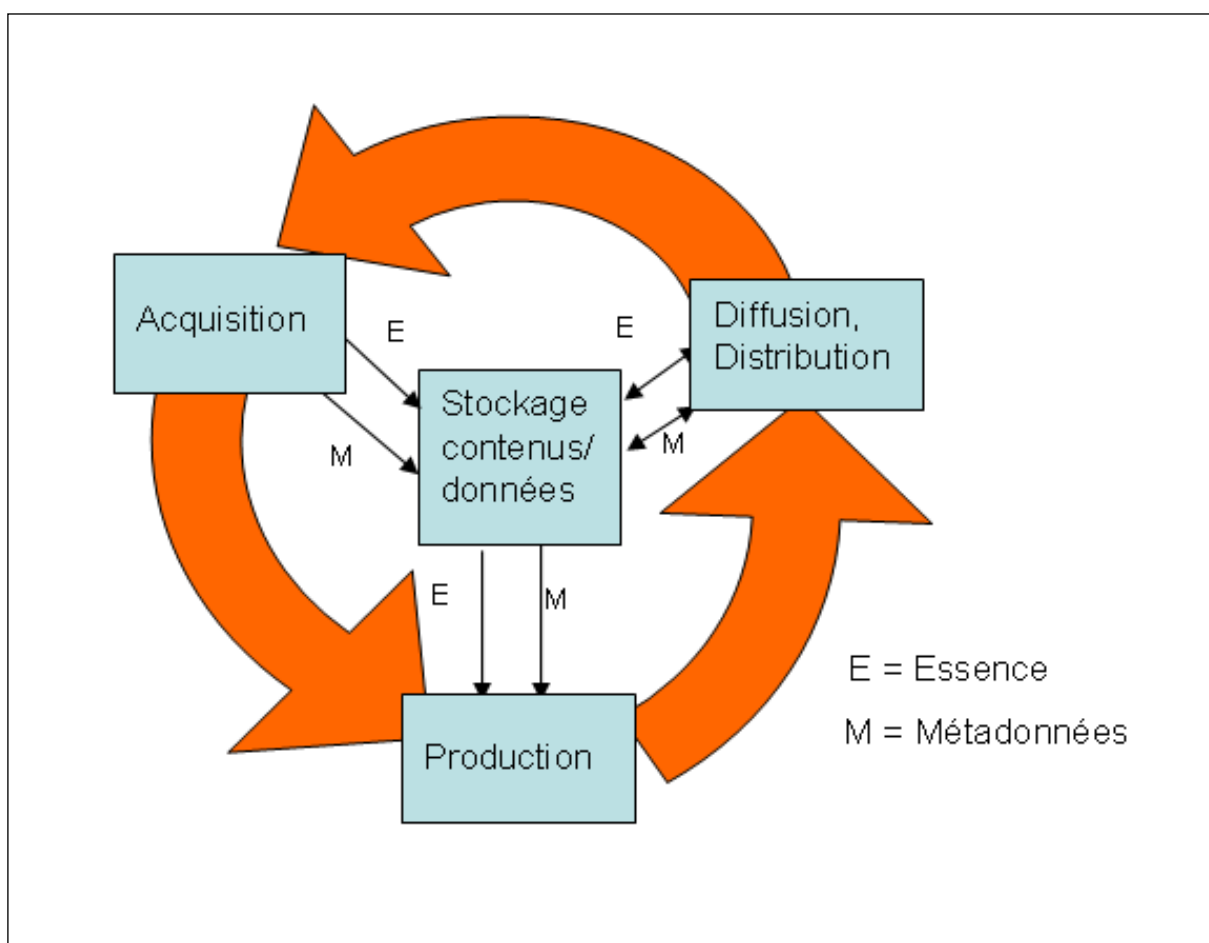 Acquisition
E
M
Stockage
contenus/
données
E
M
Diffusion,
Distribution
E
M
Production
E = Essence
M = Métadonnées